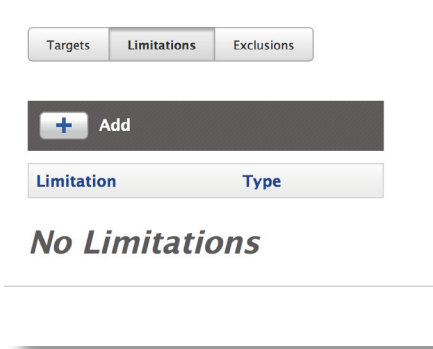 Targets Limitations Exclusions
Add
Limitation Type
No Limitations